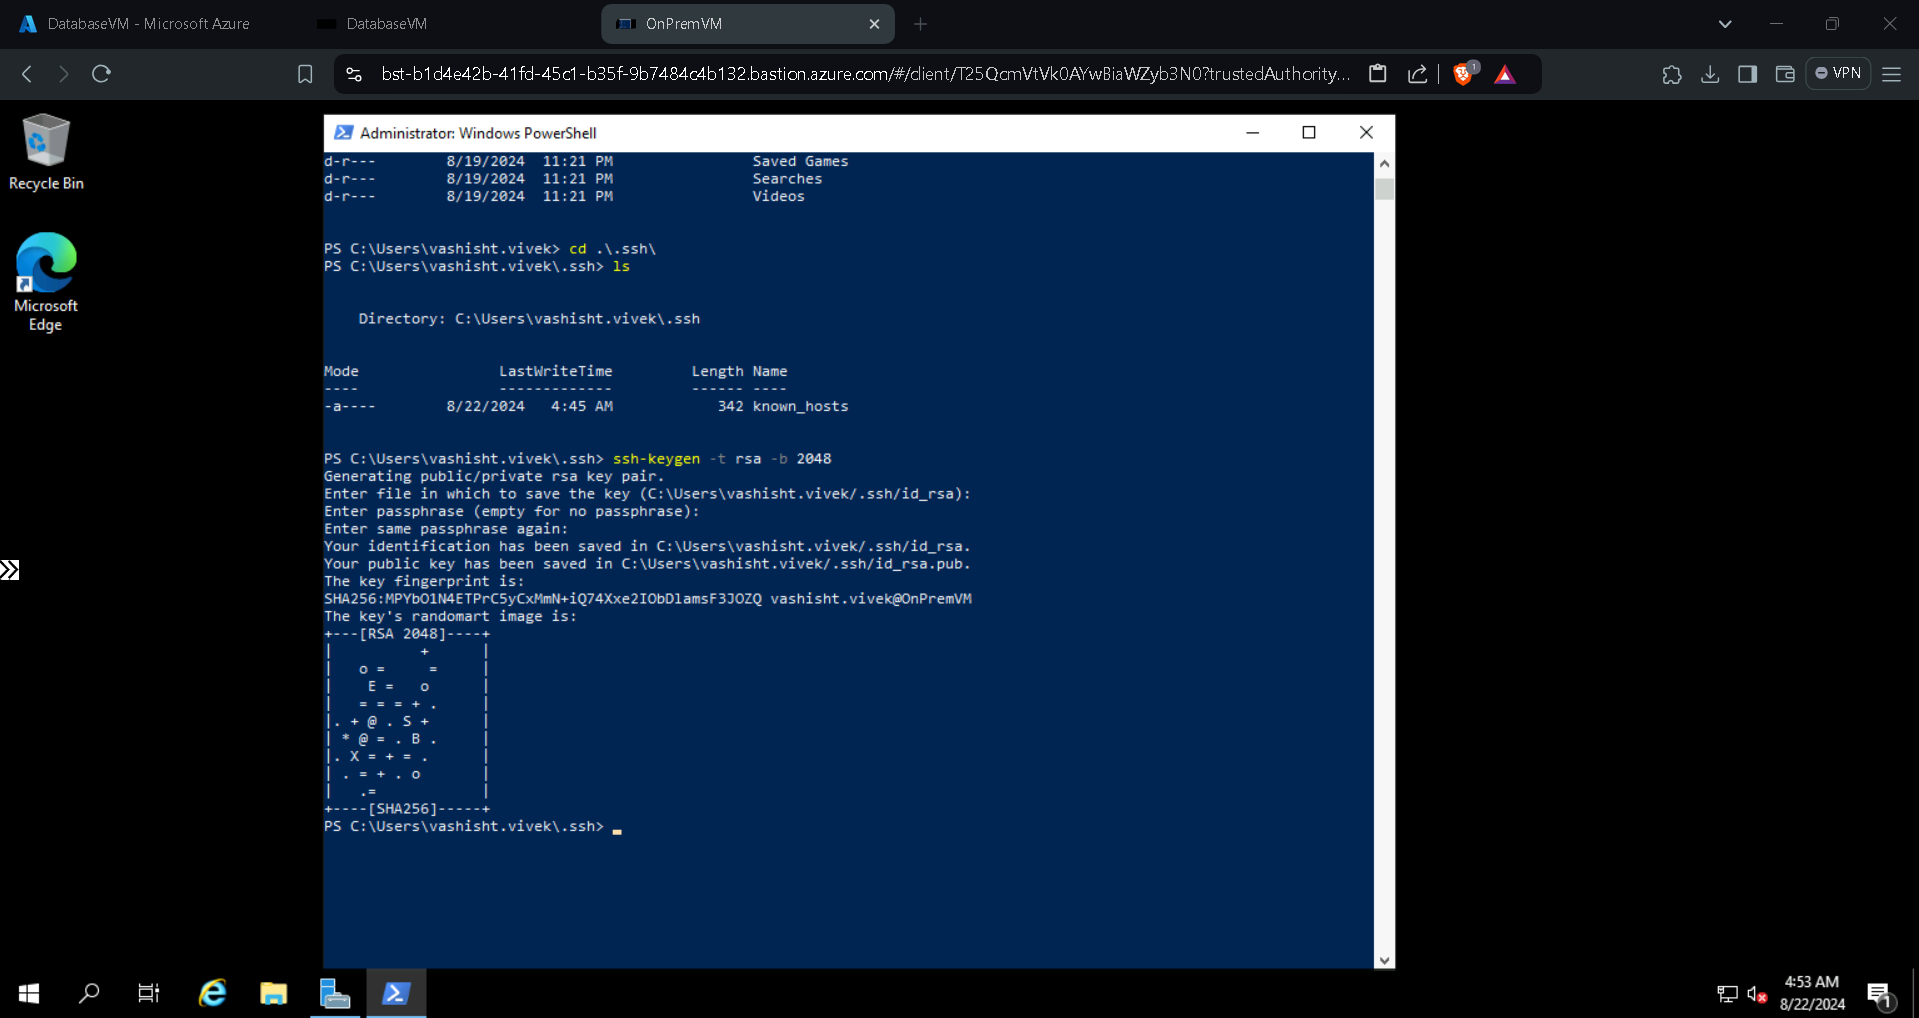 DatabaseVM - Microsoft Azure
DatabaseVM
OnPremVM
bst-b1d4e42b-41fd-45c1-b35f-9b7484c4b132.bastion.azure.com/#/client/T25QcmVtVk0AYwBiaWZyb3N0?trustedAuthority...
1
VPN
Recycle Bin
Microsoft
Edge
Administrator: Windows PowerShell
d-r--- 8/19/2024 11:21 PM Saved Games
d-r--- 8/19/2024 11:21 PM Searches
d-r--- 8/19/2024 11:21 PM Videos
PS C:\Users\vashisht.vivek> cd .\.ssh\
PS C:\Users\vashisht.vivek\.ssh> ls
Directory: C:\Users\vashisht.vivek\.ssh
Mode LastWriteTime Length Name
---- ------------- ------ ----
-a---- 8/22/2024 4:45 AM 342 known_hosts
PS C:\Users\vashisht.vivek\.ssh> ssh-keygen -t rsa -b 2048
Generating public/private rsa key pair.
Enter file in which to save the key (C:\Users\vashisht.vivek/.ssh/id_rsa):
Enter passphrase (empty for no passphrase):
Enter same passphrase again:
Your identification has been saved in C:\Users\vashisht.vivek/.ssh/id_rsa.
Your public key has been saved in C:\Users\vashisht.vivek/.ssh/id_rsa.pub.
The key fingerprint is:
SHA256:MPYbO1N4ETPrC5yCxMmN+iQ74Xxe2IObDlamsF3JOZQ vashisht.vivek@OnPremVM
The key's randomart image is:
+---[RSA 2048]----+
|          +      |
|   o =     =     |
|    E =   o      |
|   = = = + .     |
|. + @ . S +      |
| * @ = . B .     |
|. X = + = .      |
| . = + . o       |
|   .=            |
+----[SHA256]-----+
PS C:\Users\vashisht.vivek\.ssh>
4:53 AM
8/22/2024
1